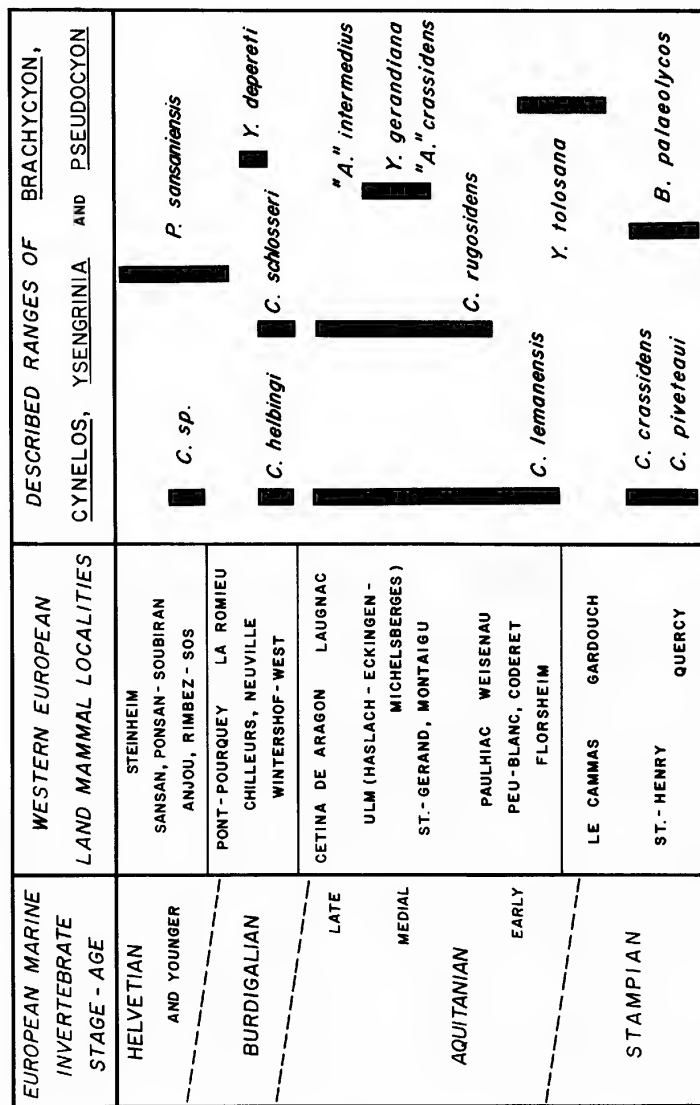 EUROPEAN MARINE
INVERTEBRATE
STAGE - AGE
WESTERN EUROPEAN
LAND MAMMAL LOCALITIES
DESCRIBED RANGES OF BRACHYCYON,
CYNELOS, YSENGRINIA AND PSEUDOCYON
HELVETIAN
AND YOUNGER
STEINHEIM
SANSAN, PONSAN-SOUBIRAN
ANJOU, RIMBEZ-SOS
C. sp.
P. sansaniensis
BURDIGALIAN
PONT-POURQUEY LA ROMIEU
CHILLEURS, NEUVILLE
WINTERSHOF-WEST
C. helbingi
C. schlosseri
Y. depereti
LATE
MEDIAL
AQUITANIAN
EARLY
CETINA DE ARAGON LAUGNAC
ULM (HASLACH-ECKINGEN-
MICHELSBERGES)
ST.-GERAND, MONTAIGU
PAULHIAC WEISENAU
PEU-BLANC, CODERET
FLORSHEIM
"A." intermedius
Y. gerandiana
"A." crassidens
C. rugosidens
C. lemanensis
Y. tolosana
STAMPIAN
LE CAMMAS GARDOUCH
ST.-HENRY
QUERCY
C. crassidens
C. piveteaui
B. palaeolycos